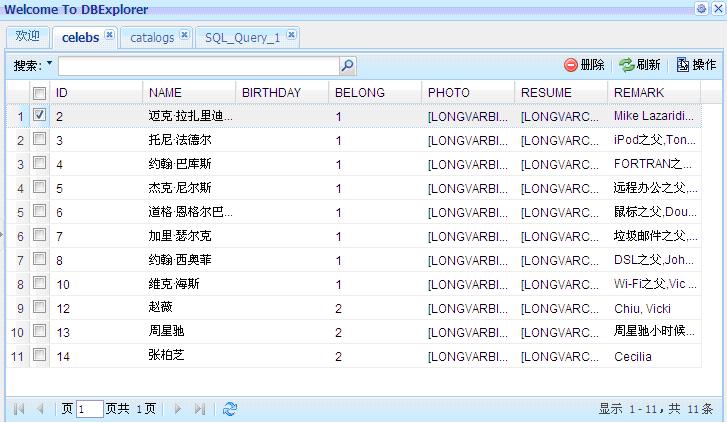 Welcome To DBExplorer
欢迎 celebs catalogs SQL_Query_1
搜索: 删除 刷新 操作
ID NAME BIRTHDAY BELONG PHOTO RESUME REMARK
1 2 迈克·拉扎里迪... 1 [LONGVARBI... [LONGVARC... Mike Lazaridi...
2 3 托尼·法德尔 1 [LONGVARBI... [LONGVARC... iPod之父,Ton...
3 4 约翰·巴库斯 1 [LONGVARBI... [LONGVARC... FORTRAN之...
4 5 杰克·尼尔斯 1 [LONGVARBI... [LONGVARC... 远程办公之父,...
5 6 道格·恩格尔巴... 1 [LONGVARBI... [LONGVARC... 鼠标之父,Dou...
6 7 加里·瑟尔克 1 [LONGVARBI... [LONGVARC... 垃圾邮件之父,...
7 8 约翰·西奥菲 1 [LONGVARBI... [LONGVARC... DSL之父,Joh...
8 10 维克·海斯 1 [LONGVARBI... [LONGVARC... Wi-Fi之父,Vic ...
9 12 赵薇 2 [LONGVARBI... [LONGVARC... Chiu, Vicki
10 13 周星驰 2 [LONGVARBI... [LONGVARC... 周星驰小时候...
11 14 张柏芝 2 [LONGVARBI... [LONGVARC... Cecilia
页 1 页共 1 页 显示 1 - 11，共 11 条